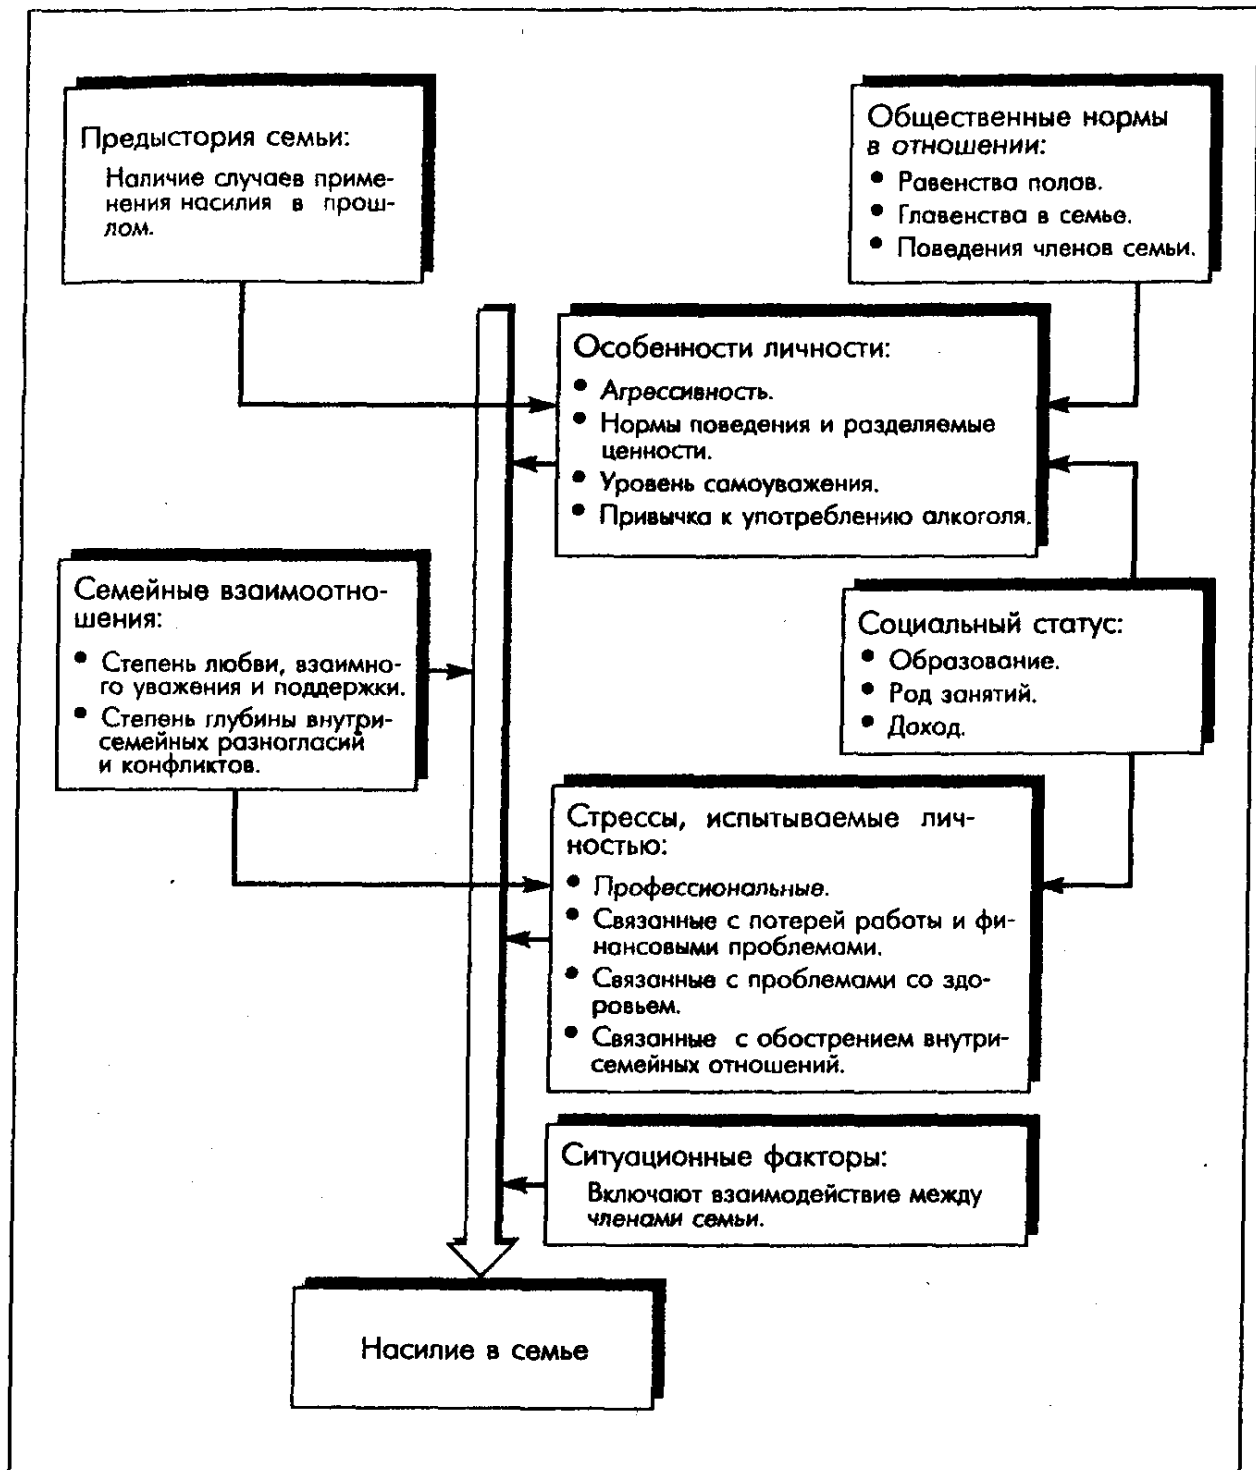 Предыстория семьи:
Наличие случаев приме-
нения насилия в прош-
лом.
Общественные нормы
в отношении:
• Равенства полов.
• Главенства в семье.
• Поведения членов семьи.
Особенности личности:
• Агрессивность.
• Нормы поведения и разделяемые
ценности.
• Уровень самоуважения.
• Привычка к употреблению алкоголя.
Семейные взаимоотно-
шения:
• Степень любви, взаимно-
го уважения и поддержки.
• Степень глубины внутри-
семейных разногласий
и конфликтов.
Социальный статус:
• Образование.
• Род занятий.
• Доход.
Стрессы, испытываемые лич-
ностью:
• Профессиональные.
• Связанные с потерей работы и фи-
нансовыми проблемами.
• Связанные с проблемами со здо-
ровьем.
• Связанные с обострением внутри-
семейных отношений.
Ситуационные факторы:
Включают взаимодействие между
членами семьи.
Насилие в семье